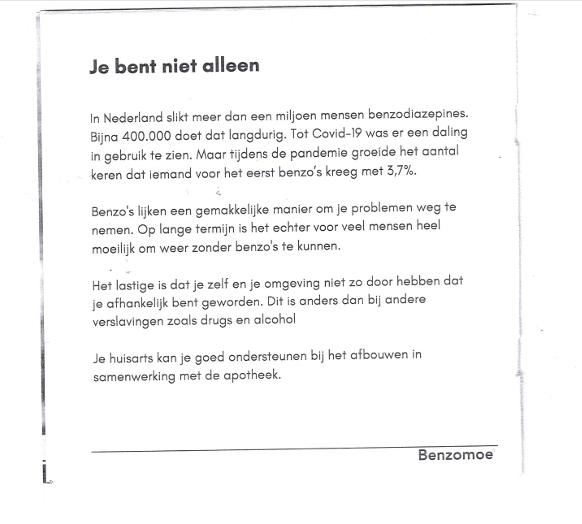 Je bent niet alleen
In Nederland slikt meer dan een miljoen mensen benzodiazepines.
Bijna 400.000 doet dat langdurig. Tot Covid-19 was er een daling
in gebruik te zien. Maar tijdens de pandemie groeide het aantal
keren dat iemand voor het eerst benzo's kreeg met 3,7%.
Benzo's lijken een gemakkelijke manier om je problemen weg te
nemen. Op lange termijn is het echter voor veel mensen heel
moeilijk om weer zonder benzo's te kunnen.
Het lastige is dat je zelf en je omgeving niet zo door hebben dat
je afhankelijk bent geworden. Dit is anders dan bij andere
verslavingen zoals drugs en alcohol
Je huisarts kan je goed ondersteunen bij het afbouwen in
samenwerking met de apotheek.
Benzomoe